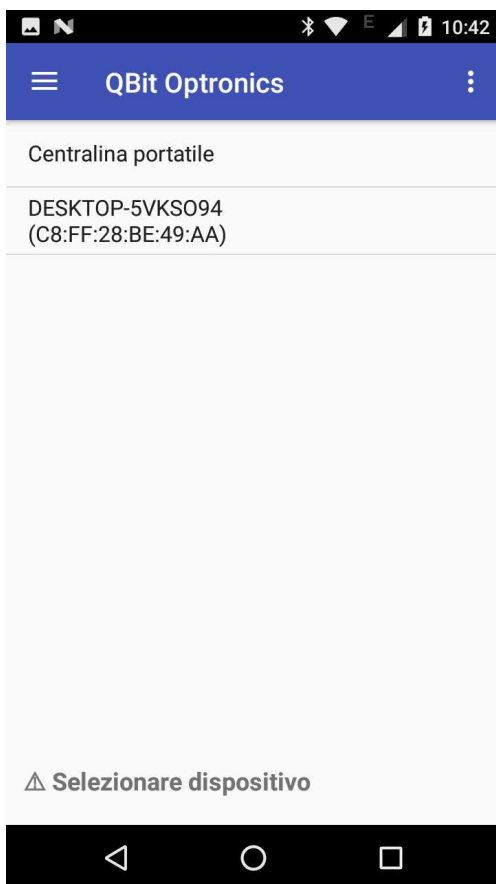 E 10:42
QBit Optronics
Centralina portatile
DESKTOP-5VKSO94
(C8:FF:28:BE:49:AA)
⚠ Selezionare dispositivo